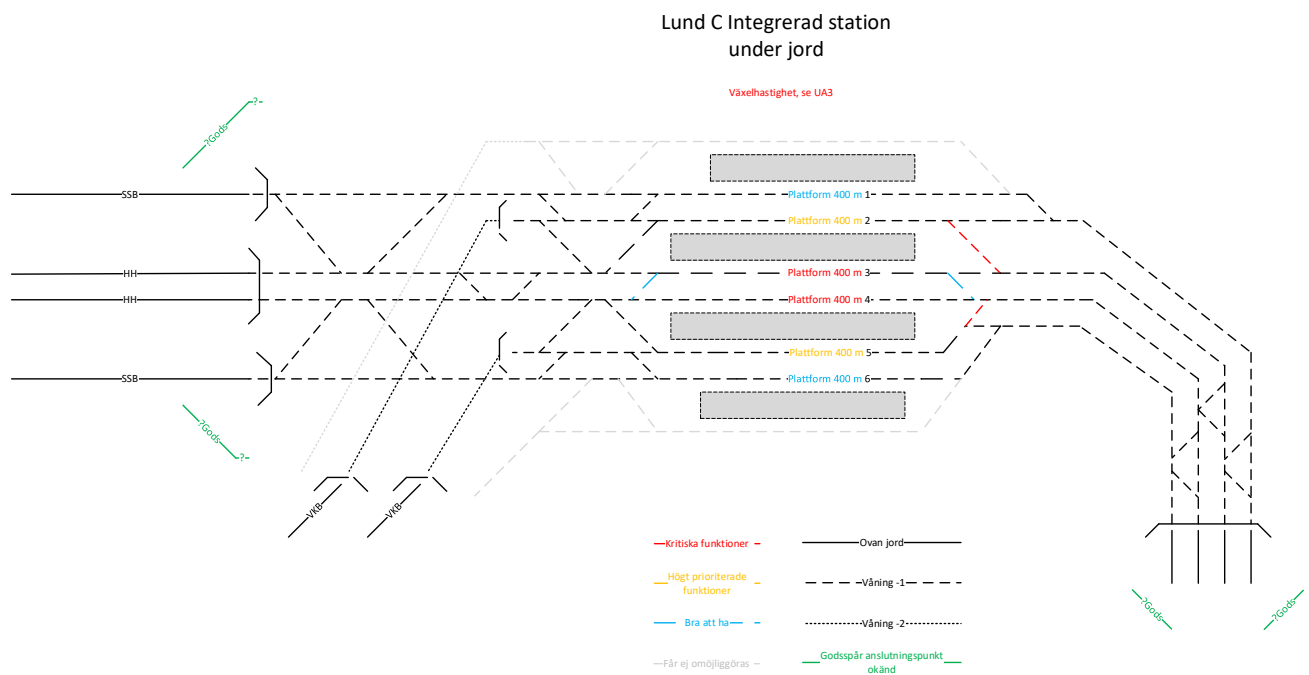 Lund C Integrerad station
under jord
Växelhastighet, se UA3
?Gods
?
SSB
Plattform 400 m 1
Plattform 400 m 2
HH
Plattform 400 m 3
HH
Plattform 400 m 4
Plattform 400 m 5
SSB
Plattform 400 m 6
?Gods
?
VKB
VKB
Kritiska funktioner
Ovan jord
Högt prioriterade
funktioner
Våning -1
Bra att ha
Våning -2
Får ej omöjliggöras
Godsspår anslutningspunkt
okänd
?Gods
?Gods